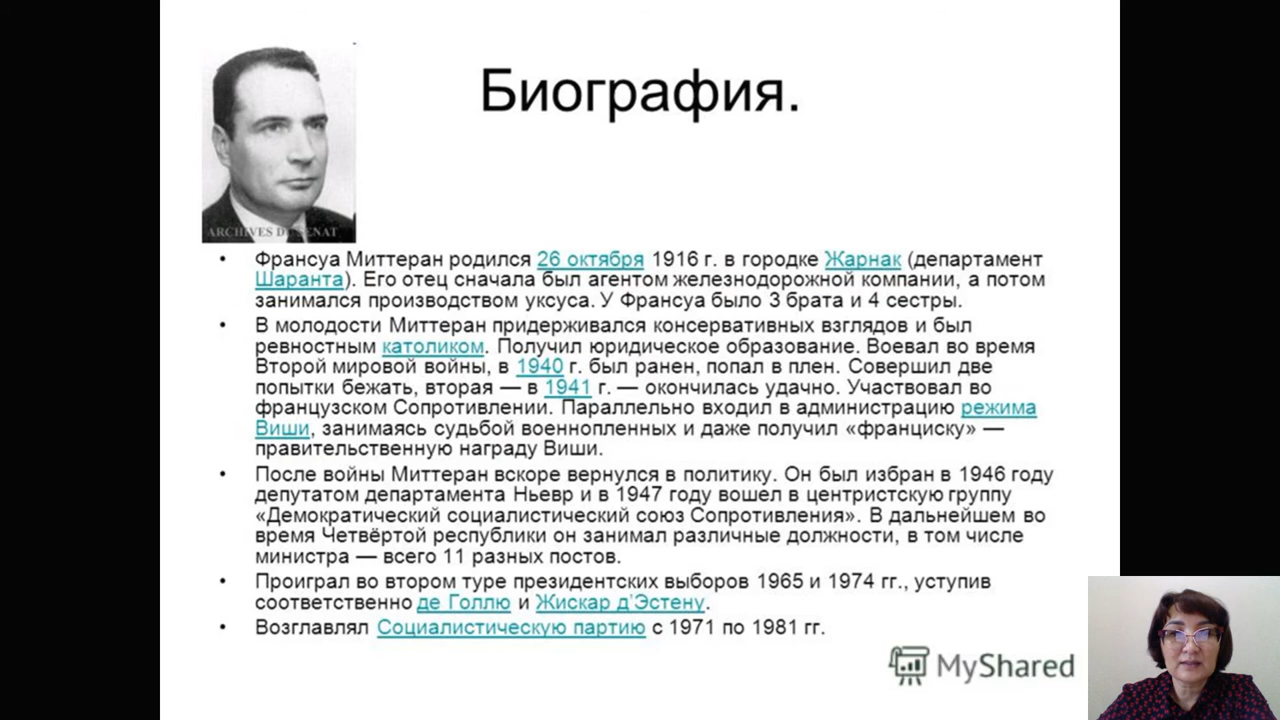 Биография.
ARCHIVES DU SENAT
• Франсуа Миттеран родился 26 октября 1916 г. в городке Жарнак (департамент
Шаранта). Его отец сначала был агентом железнодорожной компании, а потом
занимался производством уксуса. У Франсуа было 3 брата и 4 сестры.
• В молодости Миттеран придерживался консервативных взглядов и был
ревностным католиком. Получил юридическое образование. Воевал во время
Второй мировой войны, в 1940 г. был ранен, попал в плен. Совершил две
попытки бежать, вторая — в 1941 г. — окончилась удачно. Участвовал во
французском Сопротивлении. Параллельно входил в администрацию режима
Виши, занимаясь судьбой военнопленных и даже получил «франциску» —
правительственную награду Виши.
• После войны Миттеран вскоре вернулся в политику. Он был избран в 1946 году
депутатом департамента Ньевр и в 1947 году вошел в центристскую группу
«Демократический социалистический союз Сопротивления». В дальнейшем во
время Четвёртой республики он занимал различные должности, в том числе
министра — всего 11 разных постов.
• Проиграл во втором туре президентских выборов 1965 и 1974 гг., уступив
соответственно де Голлю и Жискар д'Эстену.
• Возглавлял Социалистическую партию с 1971 по 1981 гг.
MyShared